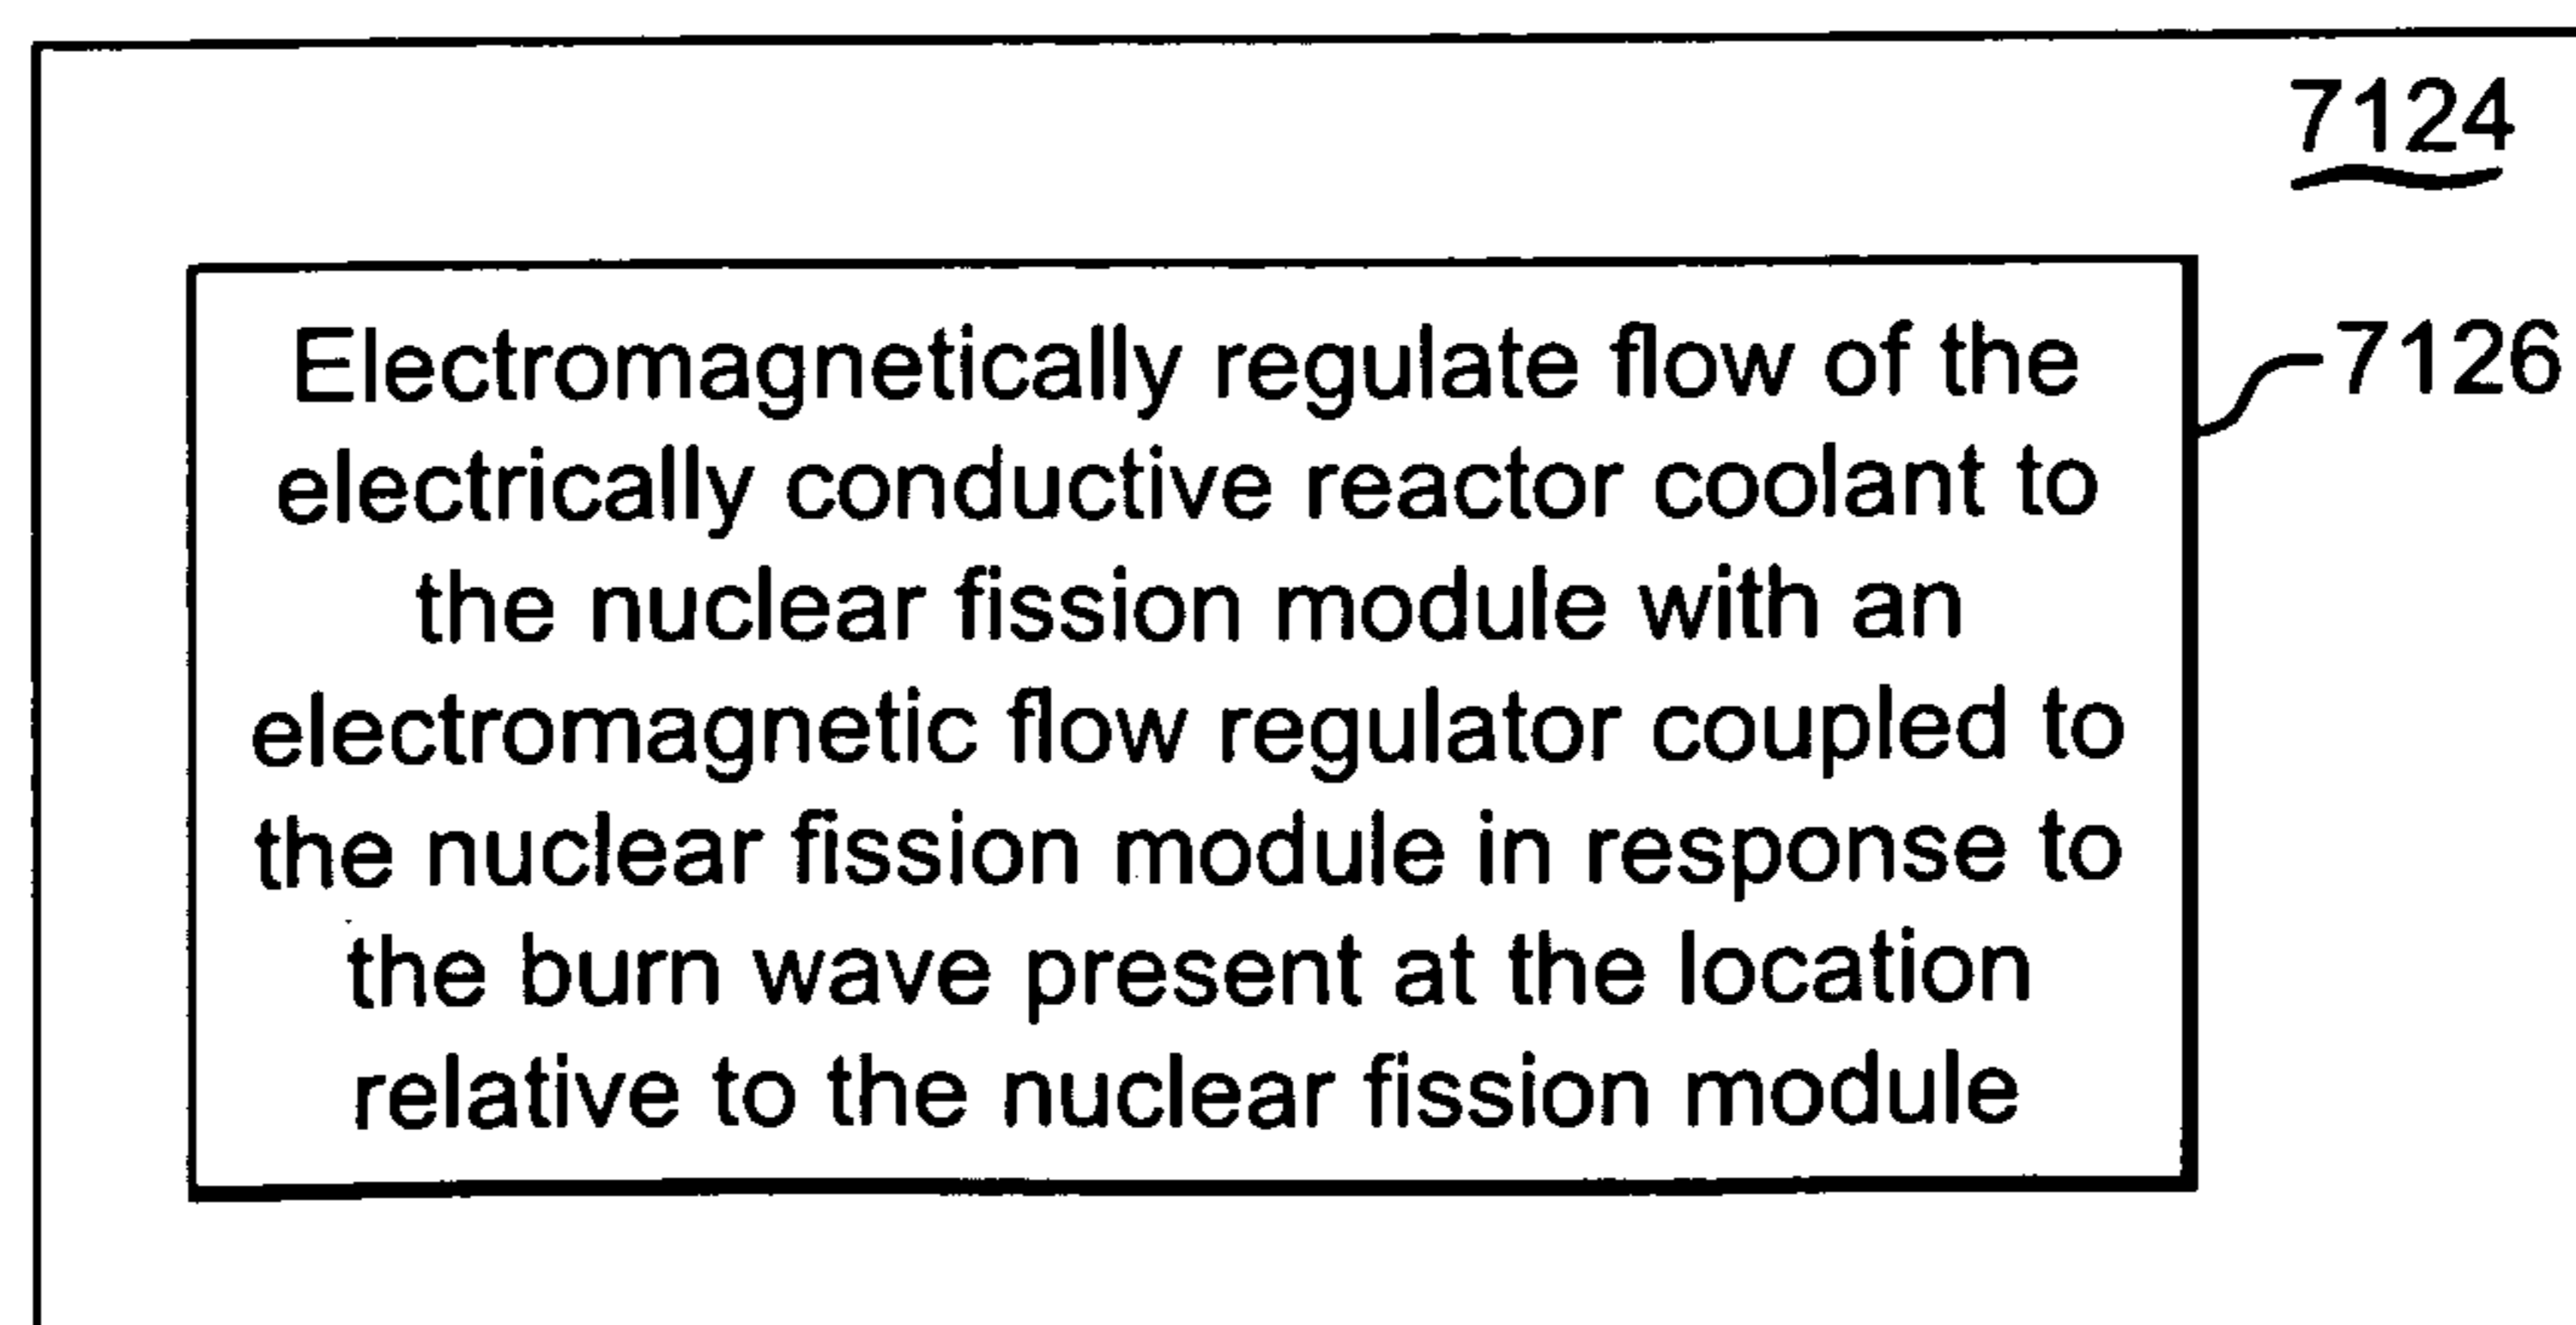 7124
Electromagnetically regulate flow of the
7126
electrically conductive reactor coolant to
the nuclear fission module with an
electromagnetic flow regulator coupled to
the nuclear fission module in response to
the burn wave present at the location
relative to the nuclear fission module